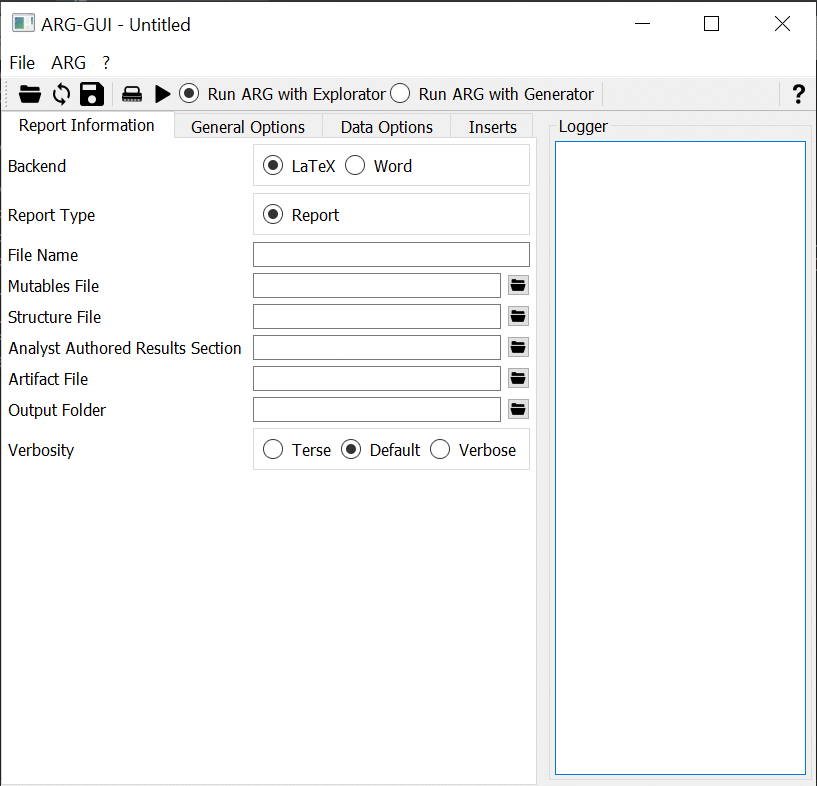 ARG-GUI - Untitled
File ARG ?
Run ARG with Explorator Run ARG with Generator ?
Report Information General Options Data Options Inserts
Logger
Backend LaTeX Word
Report Type Report
File Name
Mutables File
Structure File
Analyst Authored Results Section
Artifact File
Output Folder
Verbosity Terse Default Verbose